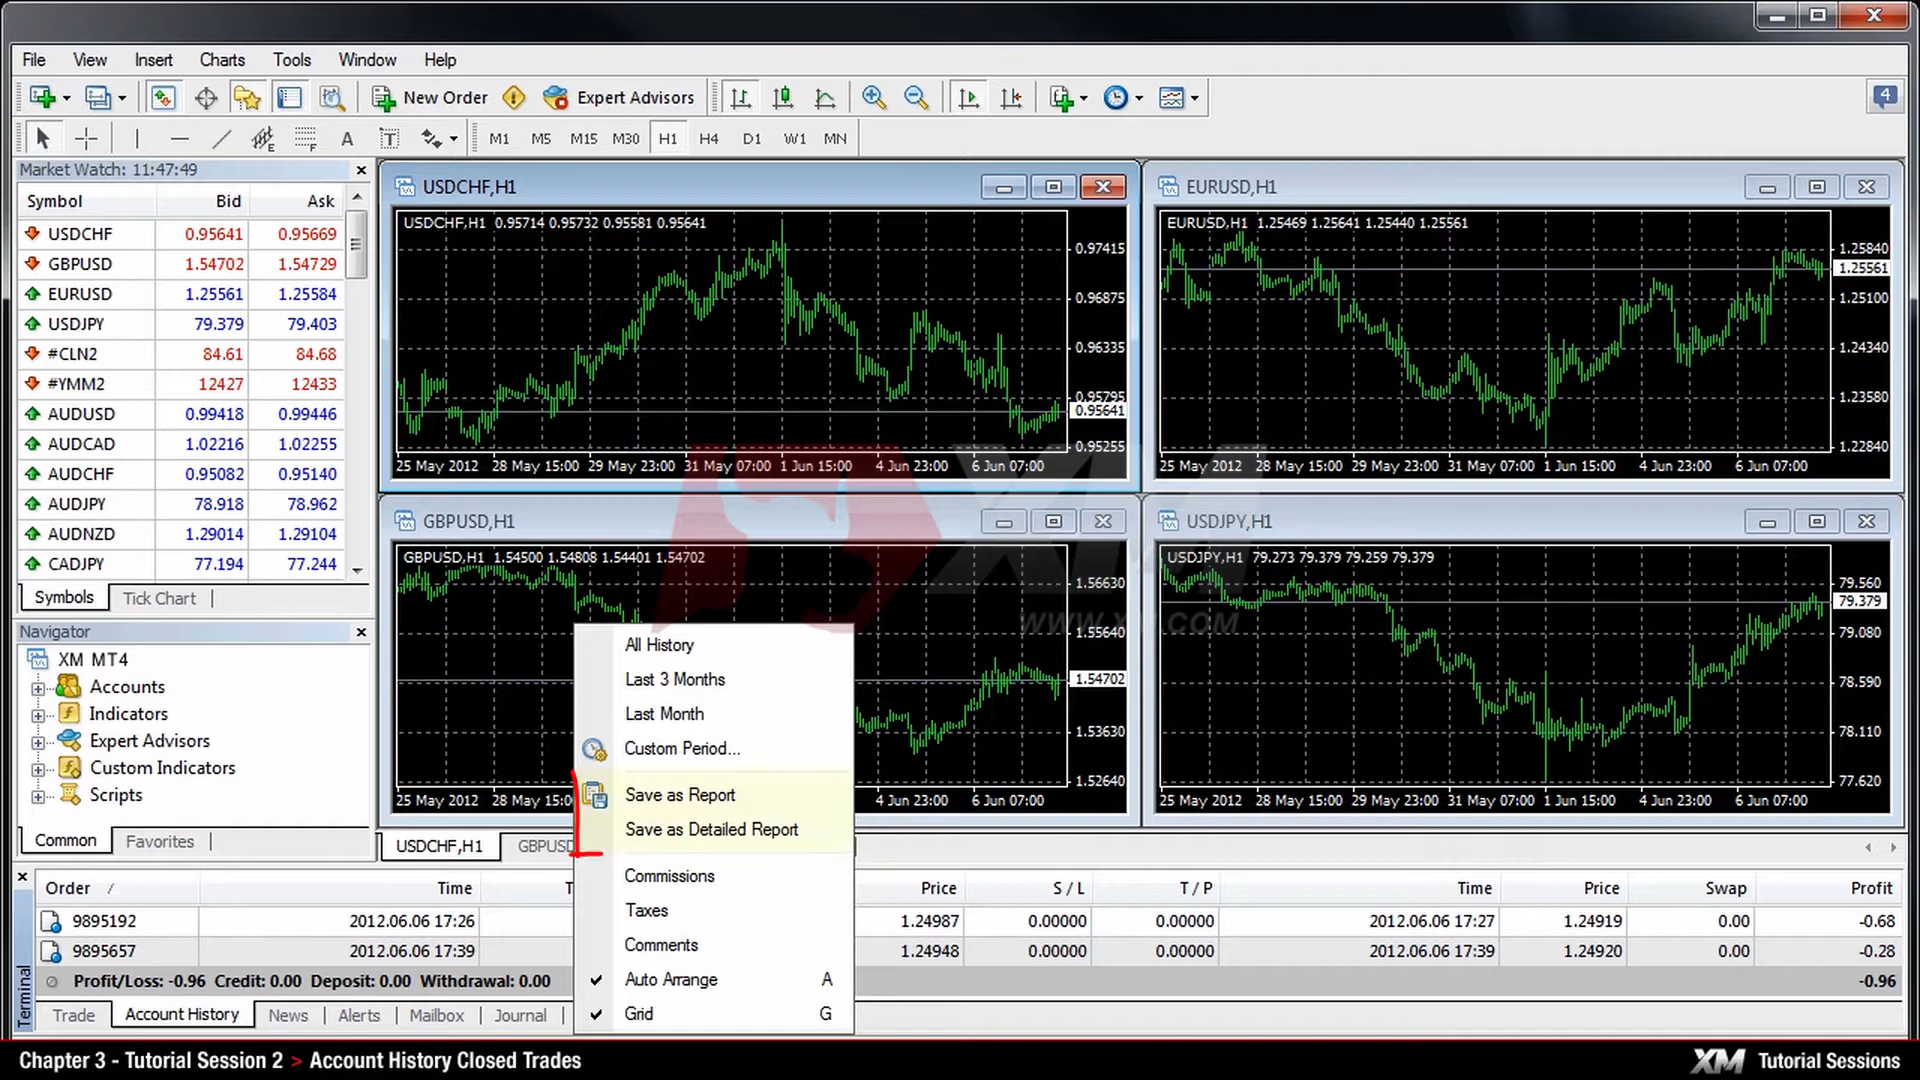 File View Insert Charts Tools Window Help
New Order Expert Advisors 4
A T M1 M5 M15 M30 H1 H4 D1 W1 MN
Market Watch: 11:47:49
Symbol Bid Ask
USDCHF 0.95641 0.95669
GBPUSD 1.54702 1.54729
EURUSD 1.25561 1.25584
USDJPY 79.379 79.403
#CLN2 84.61 84.68
#YMM2 12427 12433
AUDUSD 0.99418 0.99446
AUDCAD 1.02216 1.02255
AUDCHF 0.95082 0.95140
AUDJPY 78.918 78.962
AUDNZD 1.29014 1.29104
CADJPY 77.194 77.244
Symbols Tick Chart
Navigator
XM MT4
Accounts
Indicators
Expert Advisors
Custom Indicators
Scripts
Common Favorites
USDCHF,H1
USDCHF,H1 0.95714 0.95732 0.95581 0.95641
0.97415
0.96875
0.96335
0.95795
0.95641
0.95255
25 May 2012 28 May 15:00 29 May 23:00 31 May 07:00 1 Jun 15:00 4 Jun 23:00 6 Jun 07:00
EURUSD,H1
EURUSD,H1 1.25469 1.25641 1.25440 1.25561
1.25840
1.25561
1.25100
1.24340
1.23580
1.22840
25 May 2012 28 May 15:00 29 May 23:00 31 May 07:00 1 Jun 15:00 4 Jun 23:00 6 Jun 07:00
GBPUSD,H1
GBPUSD,H1 1.54500 1.54808 1.54401 1.54702
1.56630
1.55640
1.54702
1.53630
1.52640
25 May 2012 28 May 15:00 4 Jun 23:00 6 Jun 07:00
USDJPY,H1
USDJPY,H1 79.273 79.379 79.259 79.379
79.560
79.379
79.080
78.590
78.110
77.620
25 May 2012 28 May 15:00 29 May 23:00 31 May 07:00 1 Jun 15:00 4 Jun 23:00 6 Jun 07:00
XM
WWW.XM.COM
USDCHF,H1 GBPUSD
All History
Last 3 Months
Last Month
Custom Period...
Save as Report
Save as Detailed Report
Commissions
Taxes
Comments
Auto Arrange A
Grid G
Order / Time T Price S / L T / P Time Price Swap Profit
9895192 2012.06.06 17:26 1.24987 0.00000 0.00000 2012.06.06 17:27 1.24919 0.00 -0.68
9895657 2012.06.06 17:39 1.24948 0.00000 0.00000 2012.06.06 17:39 1.24920 0.00 -0.28
Profit/Loss: -0.96 Credit: 0.00 Deposit: 0.00 Withdrawal: 0.00 -0.96
Terminal
Trade Account History News Alerts Mailbox Journal
Chapter 3 - Tutorial Session 2 > Account History Closed Trades
XM Tutorial Sessions